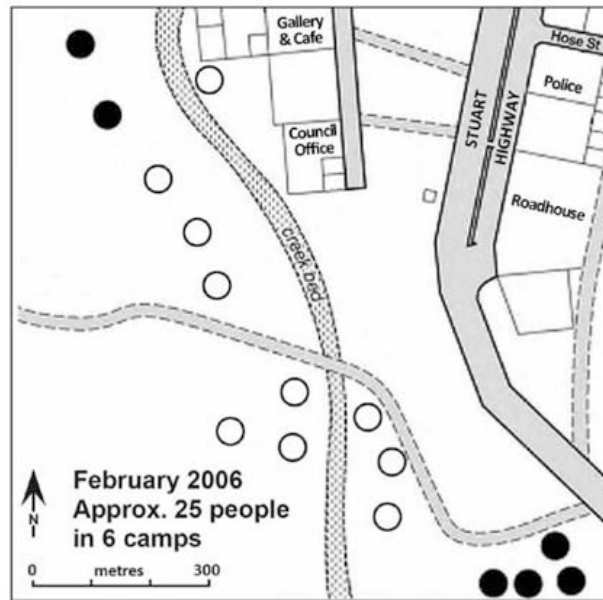 Gallery
& Cafe
Hose St
Police
STUART
HIGHWAY
Council
Office
Roadhouse
creek bed
February 2006
Approx. 25 people
in 6 camps
N
0 metres 300